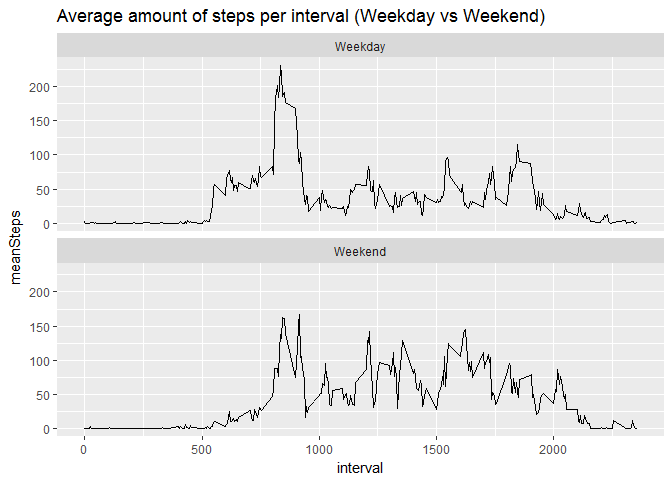 Average amount of steps per interval (Weekday vs Weekend)
Weekday
200
150
100
50
0
meanSteps
Weekend
200
150
100
50
0
0 500 1000 1500 2000
interval